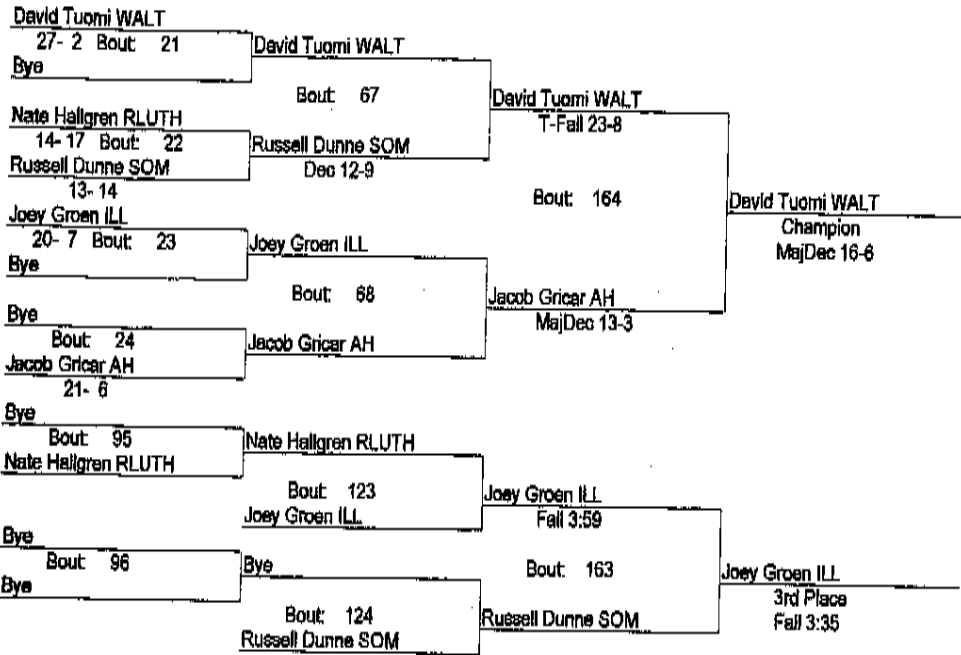 David Tuomi WALT
27- 2 Bout: 21
Bye
David Tuomi WALT
Bout: 67
Nate Hallgren RLUTH
14- 17 Bout: 22
Russell Dunne SOM
13- 14
Russell Dunne SOM
Dec 12-9
David Tuomi WALT
T-Fall 23-8
Bout: 164
Joey Groen ILL
20- 7 Bout: 23
Bye
Joey Groen ILL
Bout: 68
Bye
Bout: 24
Jacob Gricar AH
21- 6
Jacob Gricar AH
Jacob Gricar AH
MajDec 13-3
David Tuomi WALT
Champion
MajDec 16-6
Bye
Bout: 95
Nate Hallgren RLUTH
Nate Hallgren RLUTH
Bout: 123
Joey Groen ILL
Joey Groen ILL
Fall 3:59
Bye
Bout: 96
Bye
Bye
Bout: 124
Russell Dunne SOM
Bout: 163
Russell Dunne SOM
Joey Groen ILL
3rd Place
Fall 3:35